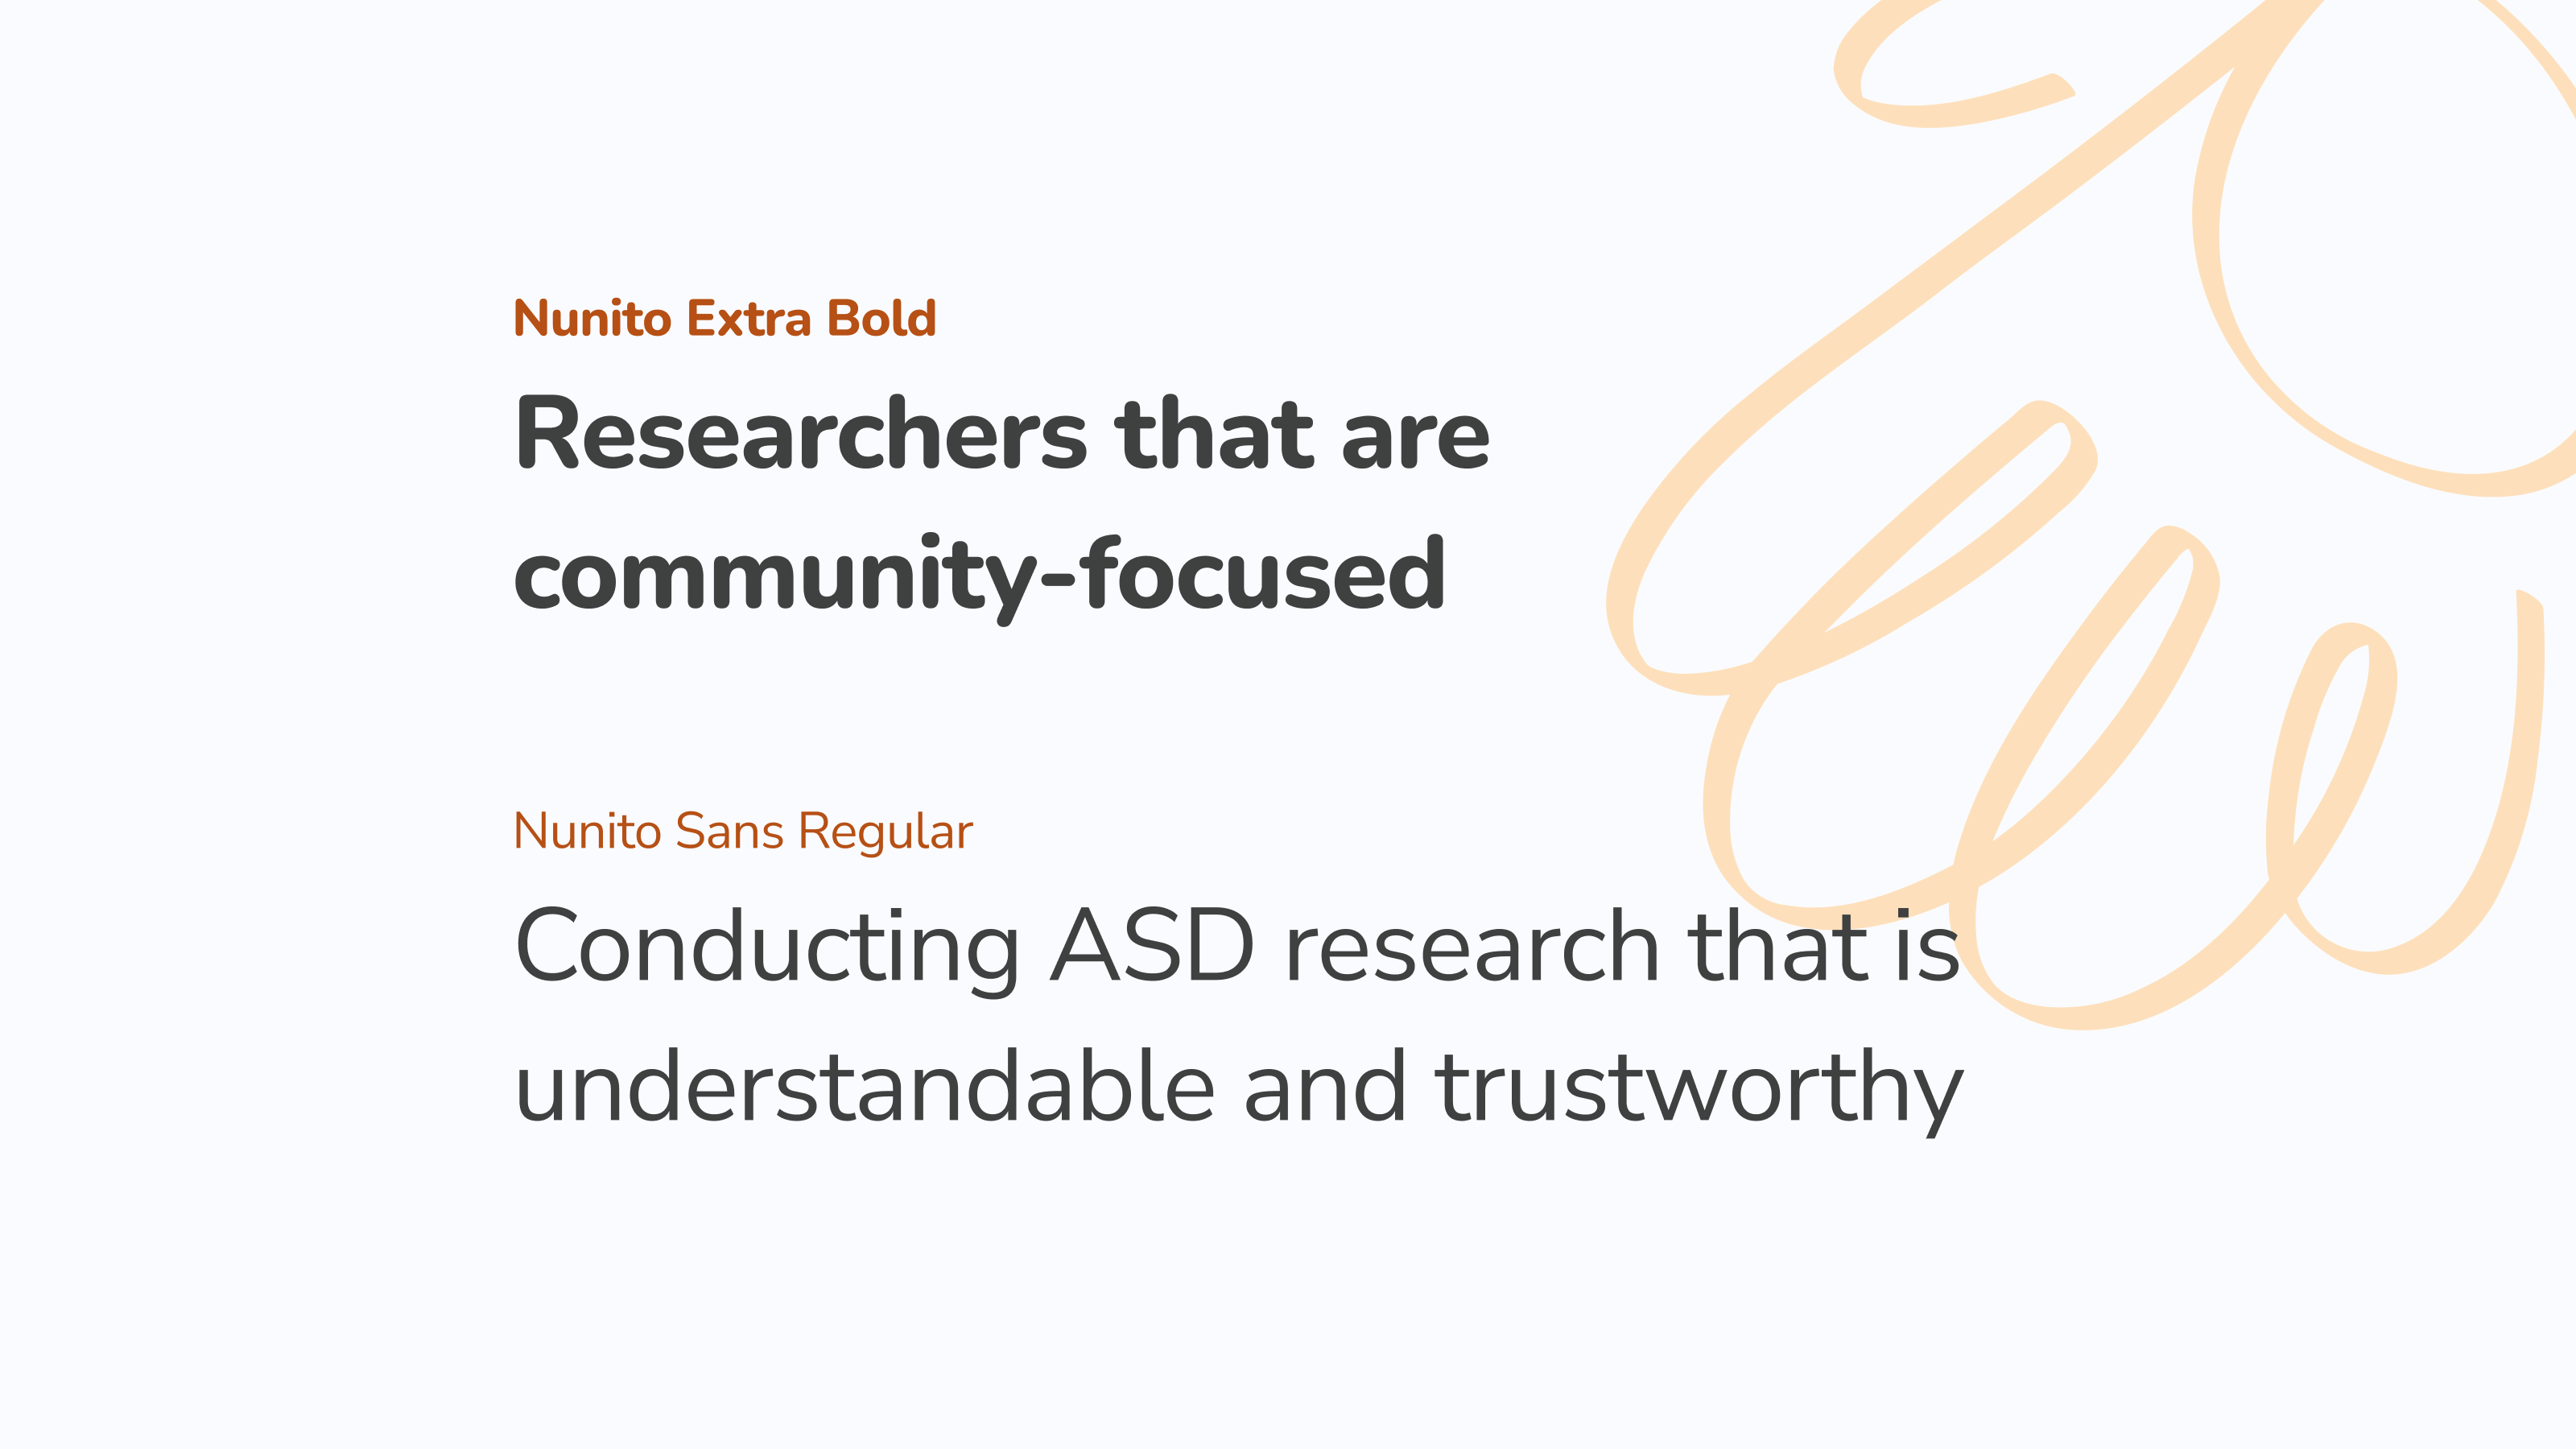 Nunito Extra Bold
Researchers that are
community-focused
Nunito Sans Regular
Conducting ASD research that is
understandable and trustworthy